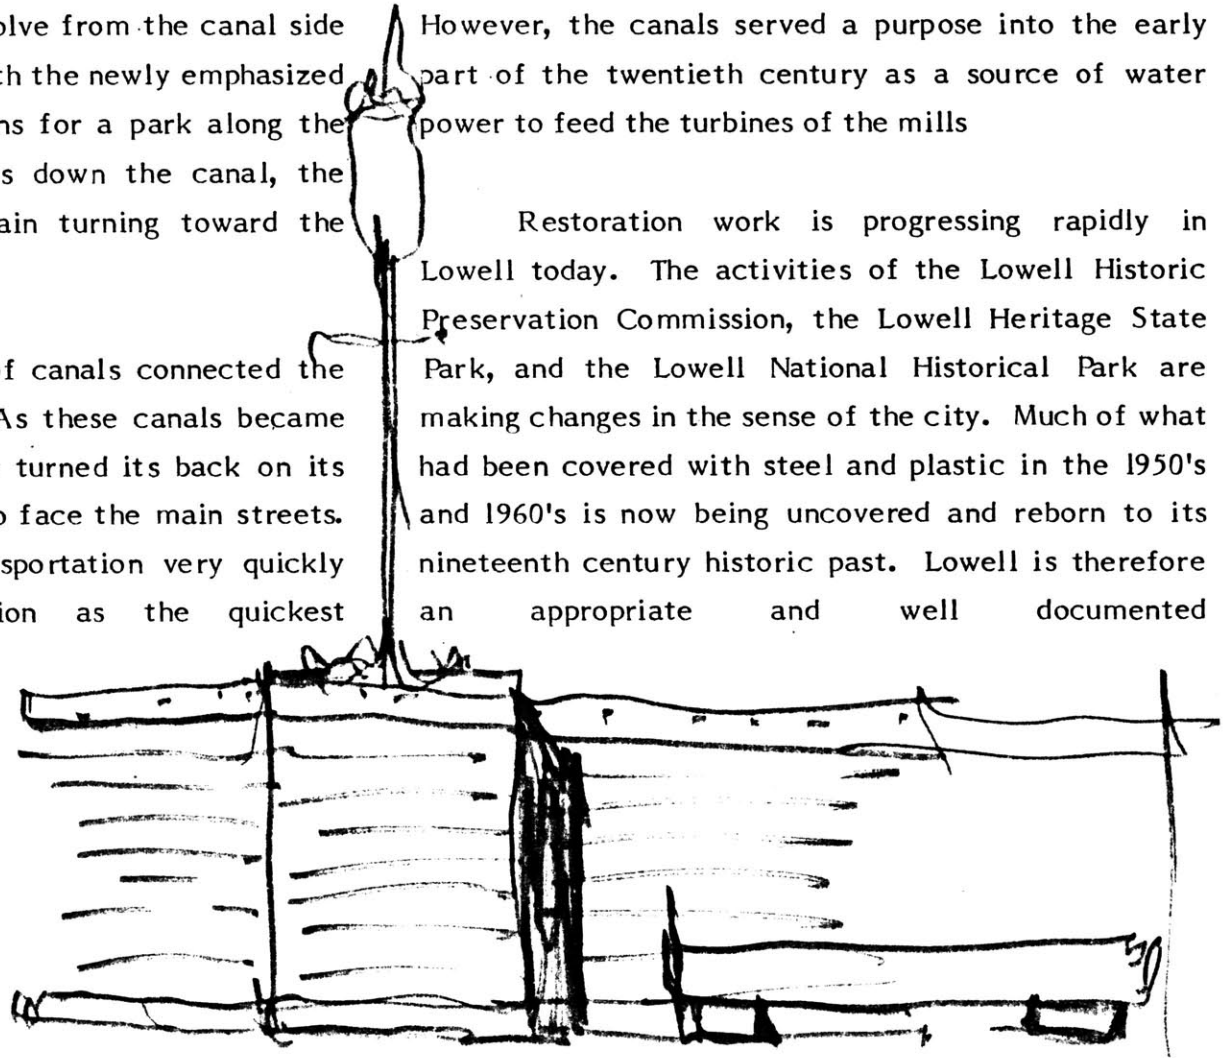 olve from the canal side
th the newly emphasized
ns for a park along the
s down the canal, the
ain turning toward the
f canals connected the
As these canals became
turned its back on its
o face the main streets.
sportation very quickly
ion as the quickest
However, the canals served a purpose into the early
part of the twentieth century as a source of water
power to feed the turbines of the mills
Restoration work is progressing rapidly in
Lowell today. The activities of the Lowell Historic
Preservation Commission, the Lowell Heritage State
Park, and the Lowell National Historical Park are
making changes in the sense of the city. Much of what
had been covered with steel and plastic in the 1950's
and 1960's is now being uncovered and reborn to its
nineteenth century historic past. Lowell is therefore
an appropriate and well documented